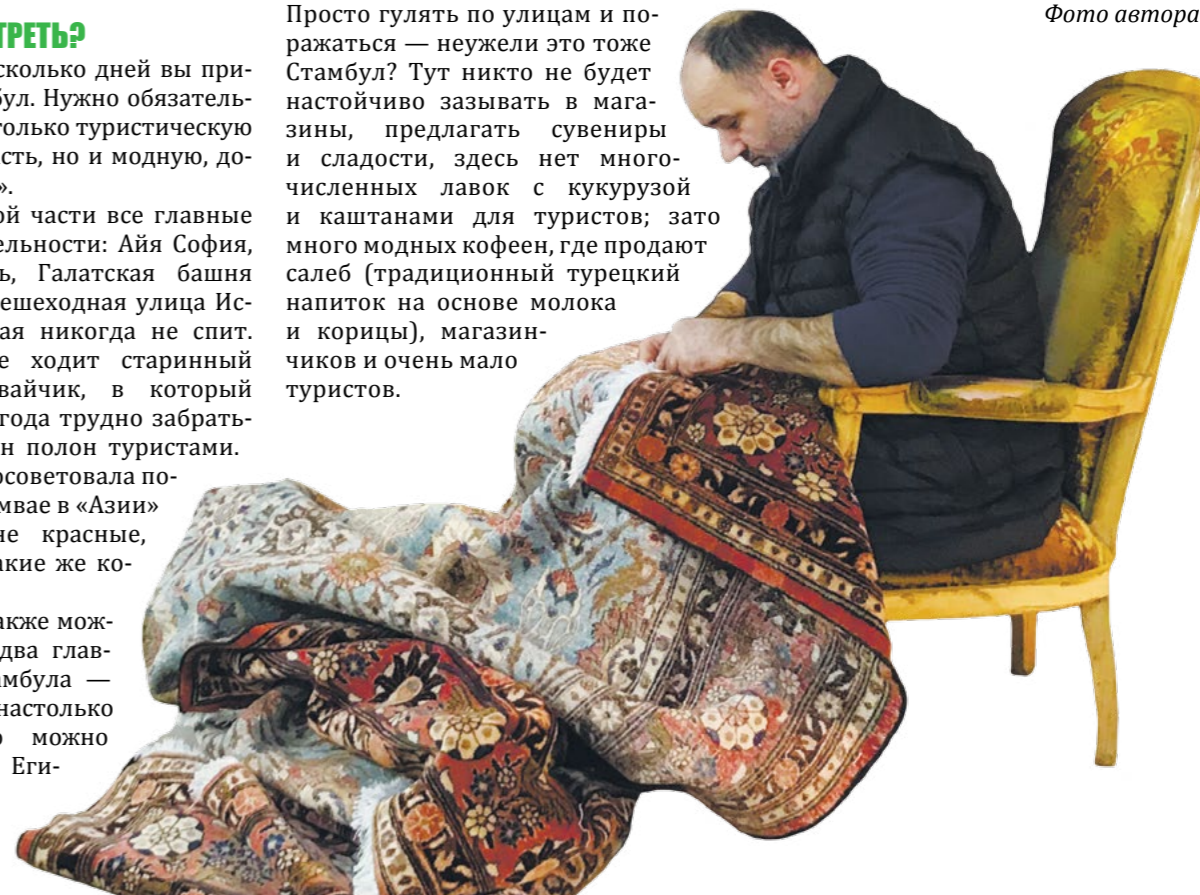 ТРЕТЬ?
сколько дней вы при-
бул. Нужно обязатель-
только туристическую
сть, но и модную, до-
».
ой части все главные
ельности: Айя София,
ь, Галатская башня
ешеходная улица Ис-
ая никогда не спит.
е ходит старинный
вайчик, в который
года трудно забрать-
н полон туристами.
осоветовала по-
мвае в «Азии»
не красные,
акие же ко-
акже мож-
два глав-
амбула —
настолько
о можно
Еги-
Просто гулять по улицам и по-
ражаться — неужели это тоже
Стамбул? Тут никто не будет
настойчиво зазывать в мага-
зины, предлагать сувениры
и сладости, здесь нет много-
численных лавок с кукурузой
и каштанами для туристов; зато
много модных кофеен, где продают
салеб (традиционный турецкий
напиток на основе молока
и корицы), магазин-
чиков и очень мало
туристов.
Фото автора